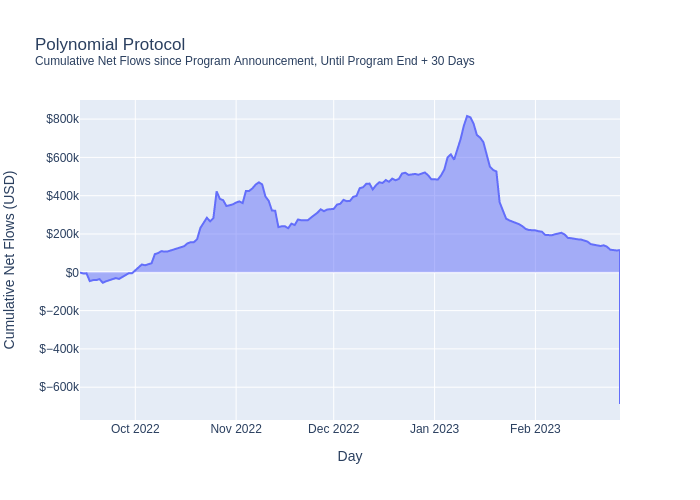 Polynomial Protocol
Cumulative Net Flows since Program Announcement, Until Program End + 30 Days
Cumulative Net Flows (USD)
$800k
$600k
$400k
$200k
$0
$−200k
$−400k
$−600k
Oct 2022 Nov 2022 Dec 2022 Jan 2023 Feb 2023
Day